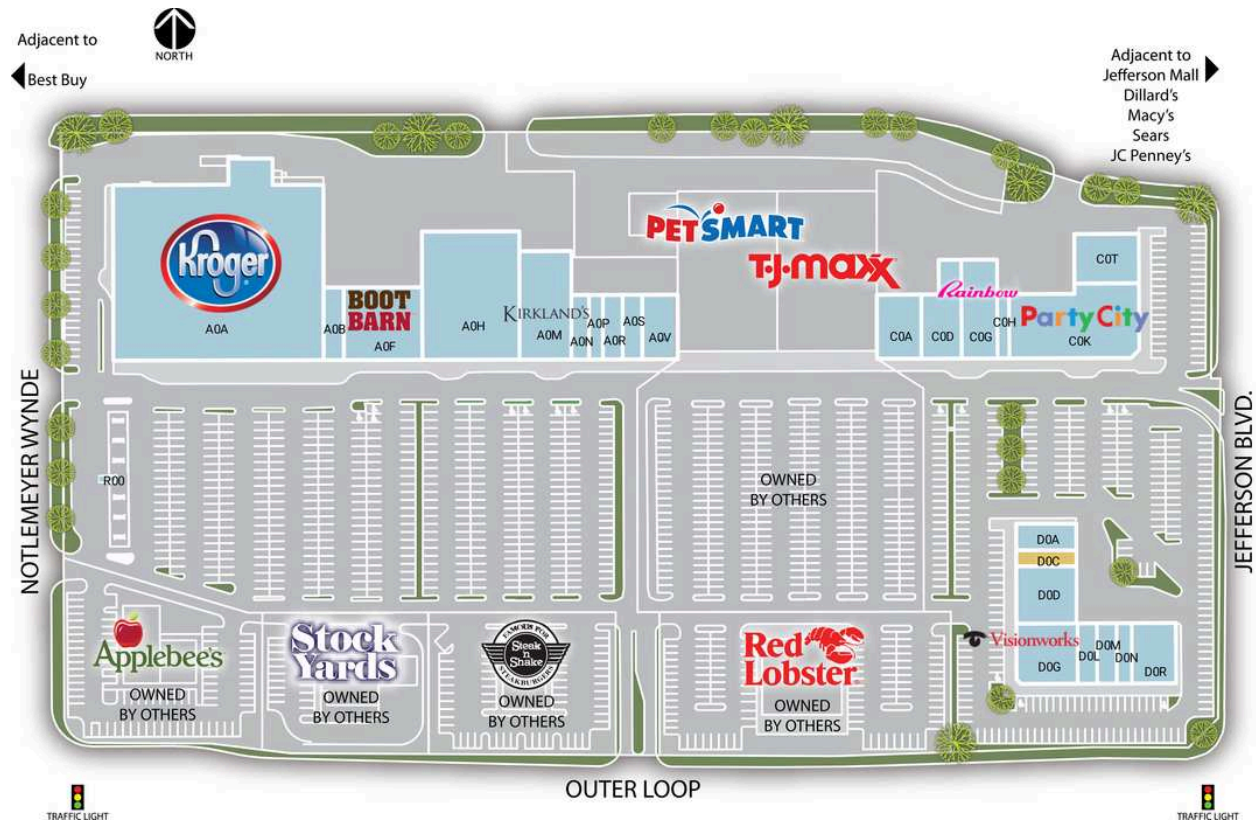 Adjacent to
Best Buy
NORTH
Adjacent to
Jefferson Mall
Dillard's
Macy's
Sears
JC Penney's
Kroger
A0A
A0B
BOOT
BARN
A0F
A0H
KIRKLAND'S
A0M
A0N
A0P
A0R
A0S
A0V
PETSMART
T•J•maxx
C0A
C0D
Rainbow
C0G
C0H
Party City
C0K
C0T
NOTLEMEYER WYNDE
R00
OWNED
BY OTHERS
JEFFERSON BLVD.
D0A
D0C
D0D
Visionworks
D0G
D0L
D0M
D0N
D0R
Applebee's
OWNED
BY OTHERS
Stock
Yards
OWNED
BY OTHERS
FAMOUS FOR
Steak
n
Shake
STEAKBURGERS
OWNED
BY OTHERS
Red
Lobster
OWNED
BY OTHERS
OUTER LOOP
TRAFFIC LIGHT
TRAFFIC LIGHT